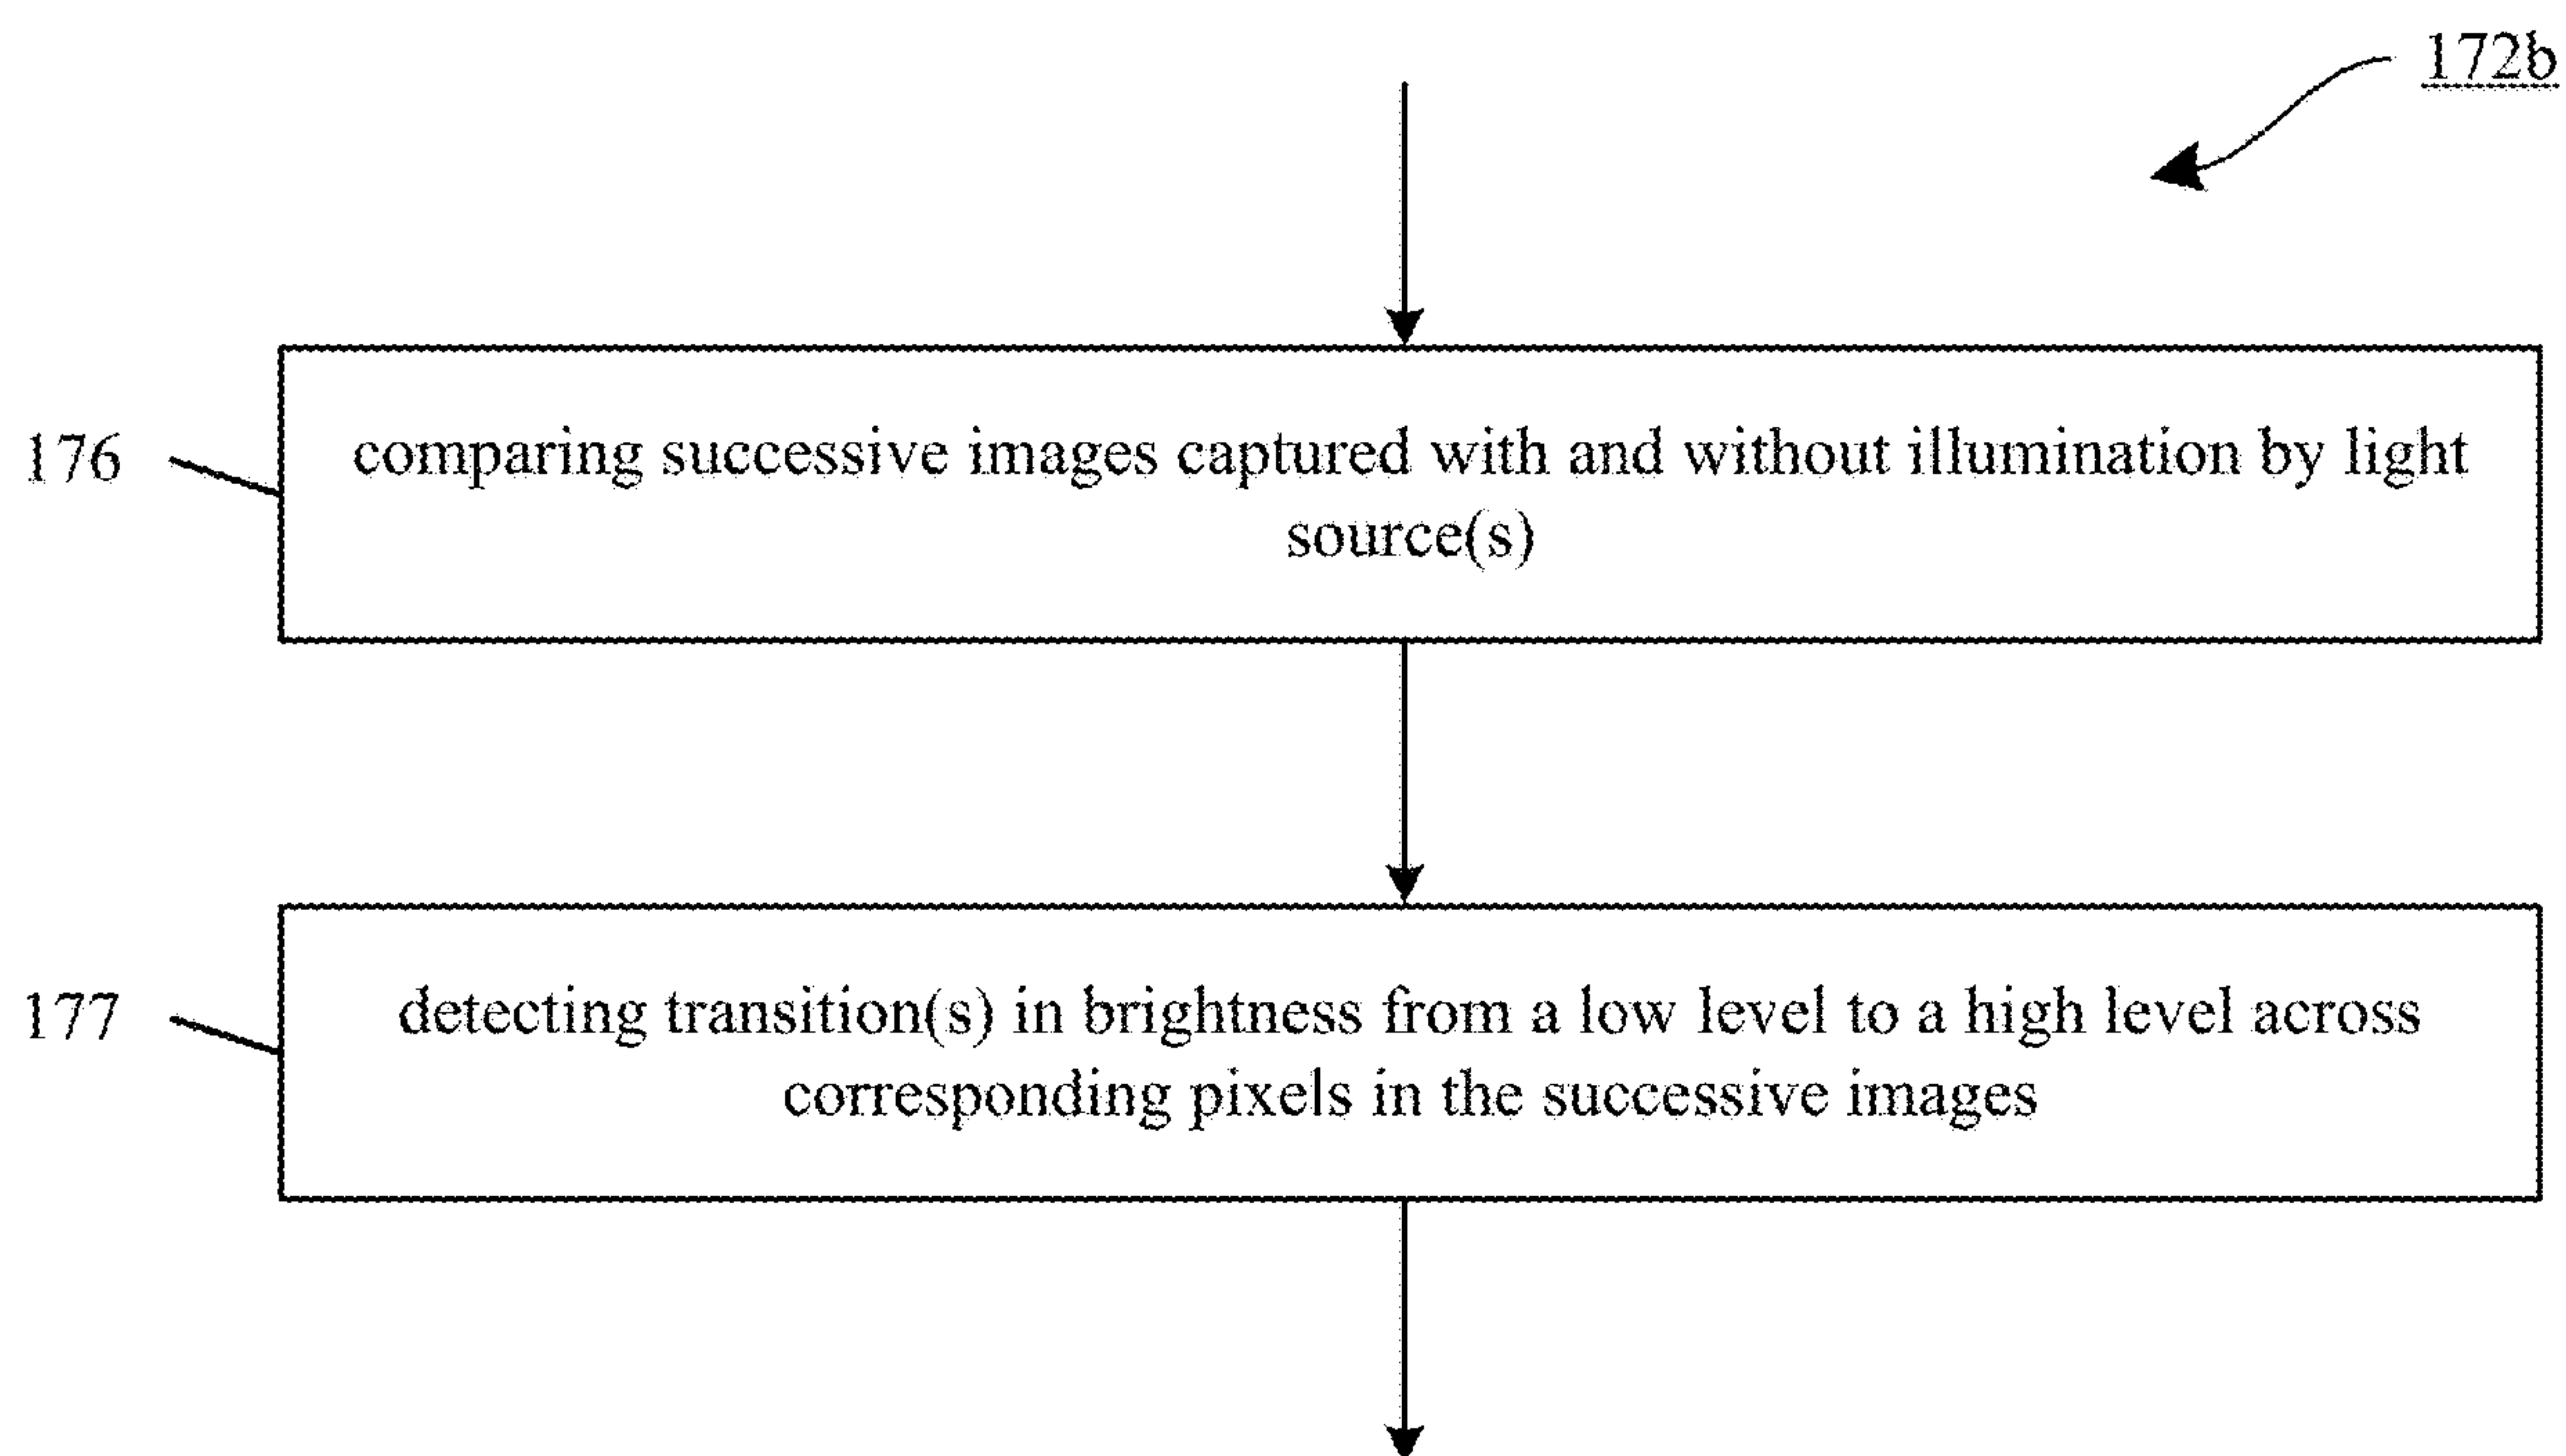 172b
176
comparing successive images captured with and without illumination by light
source(s)
177
detecting transition(s) in brightness from a low level to a high level across
corresponding pixels in the successive images